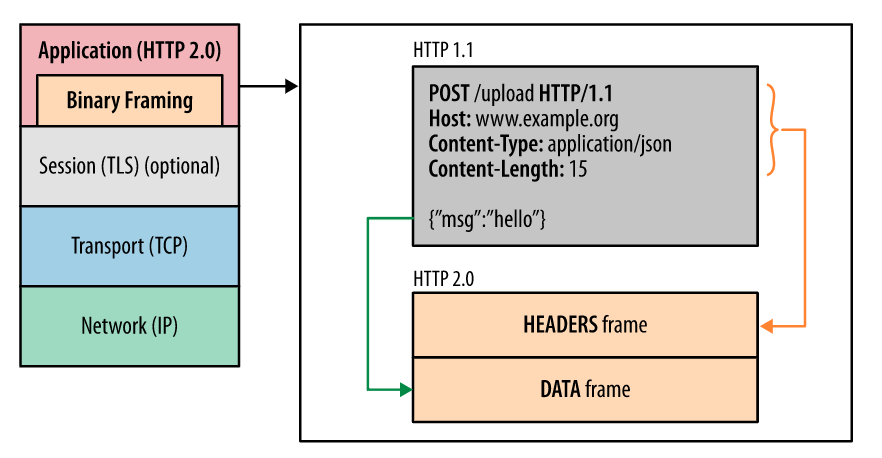 Application (HTTP 2.0)
Binary Framing
Session (TLS) (optional)
Transport (TCP)
Network (IP)
HTTP 1.1
POST /upload HTTP/1.1
Host: www.example.org
Content-Type: application/json
Content-Length: 15
{”msg”:”hello”}
HTTP 2.0
HEADERS frame
DATA frame